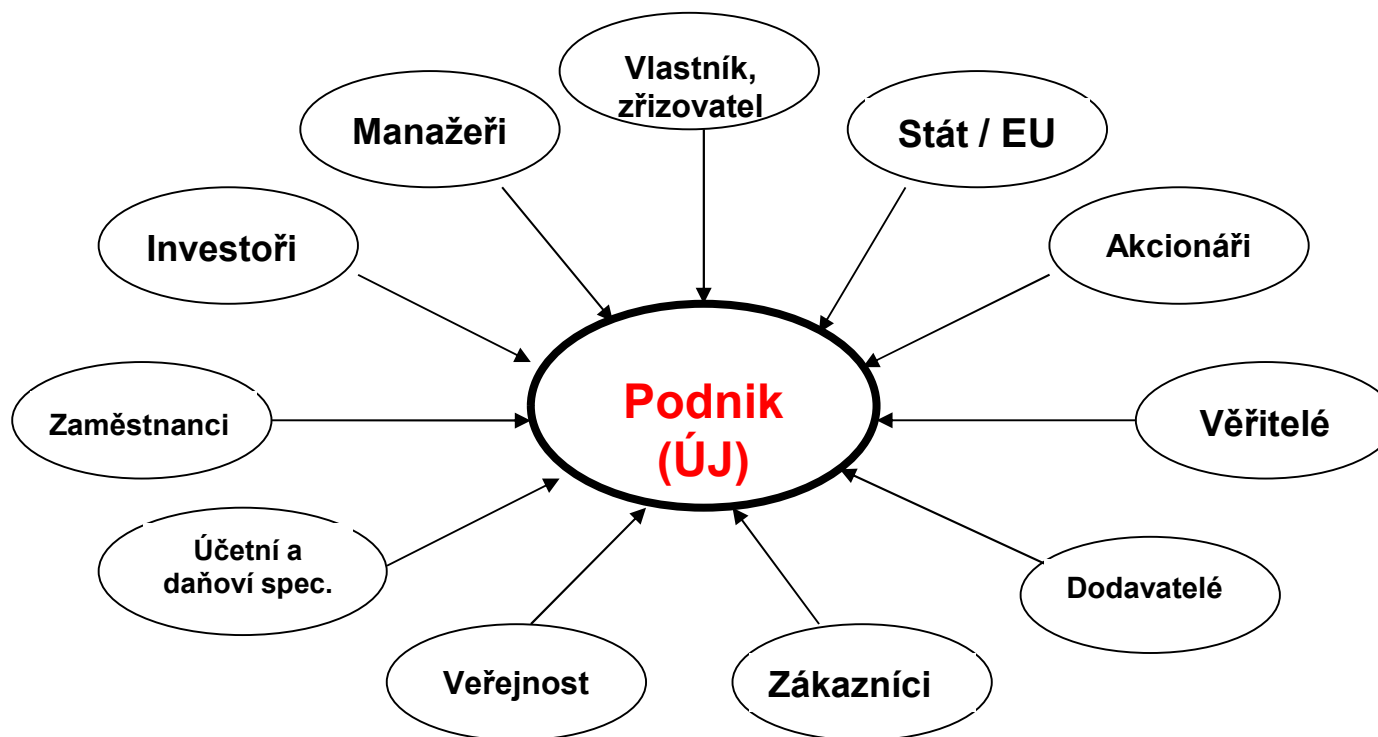 Vlastník,
zřizovatel
Manažeři
Stát / EU
Investoři
Akcionáři
Zaměstnanci
Podnik
(ÚJ)
Věřitelé
Účetní a
daňoví spec.
Dodavatelé
Veřejnost
Zákazníci